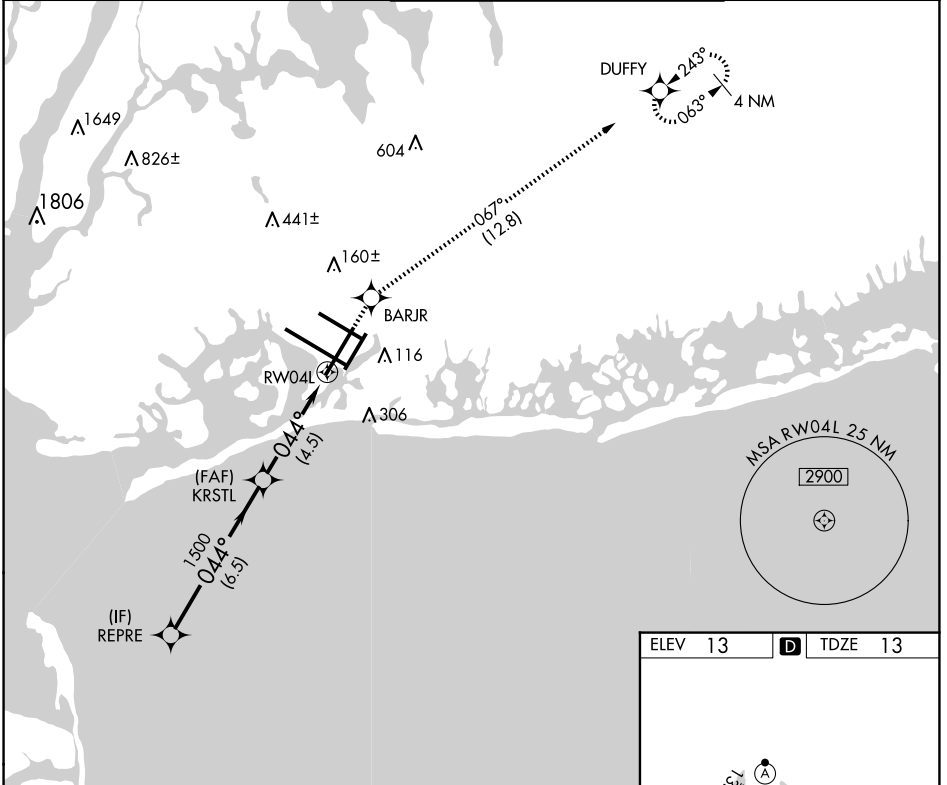 DUFFY
243°
063°
4 NM
1649
826±
604
1806
441±
067°
(12.8)
160±
BARJR
116
RW04L
306
044°
(4.5)
(FAF)
KRSTL
MSA RW04L 25 NM
2900
1500
044°
(6.5)
(IF)
REPRE
ELEV 13 D TDZE 13
A